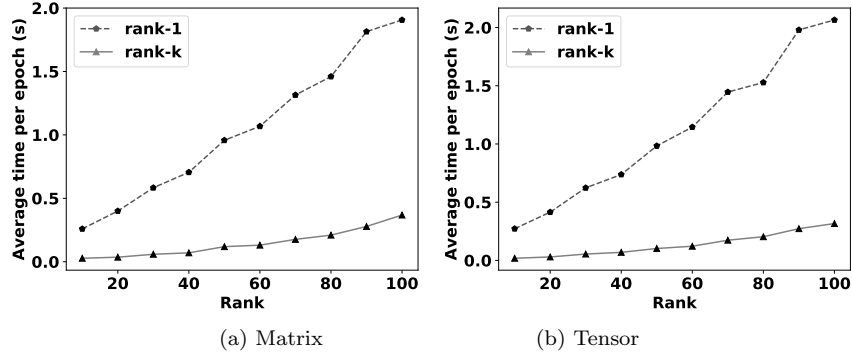 Average time per epoch (s)
2.0
1.5
1.0
0.5
0.0
rank-1
rank-k
20 40 60 80 100
Rank
(a) Matrix
Average time per epoch (s)
2.0
1.5
1.0
0.5
0.0
rank-1
rank-k
20 40 60 80 100
Rank
(b) Tensor